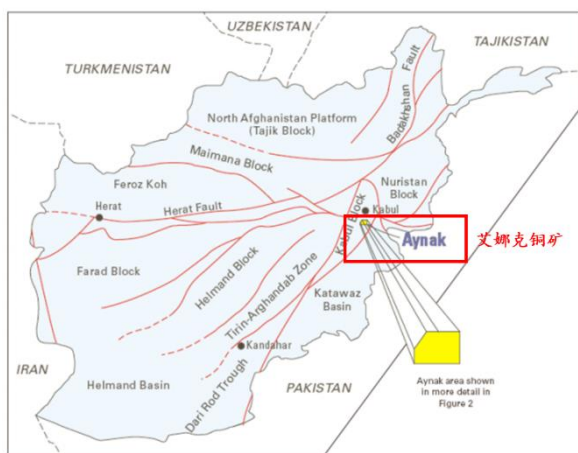 UZBEKISTAN
TAJIKISTAN
TURKMENISTAN
North Afghanistan Platform
(Tajik Block)
Badakhshan Fault
Maimana Block
Feroz Koh
Nuristan
Block
Herat
Herat Fault
Kabul
Kabul Block
Aynak
艾娜克铜矿
Farad Block
Helmand Block
Tirin-Arghandab Zone
Katawaz
Basin
Kandahar
IRAN
Helmand Basin
Dari Rod Trough
PAKISTAN
Aynak area shown
in more detail in
Figure 2